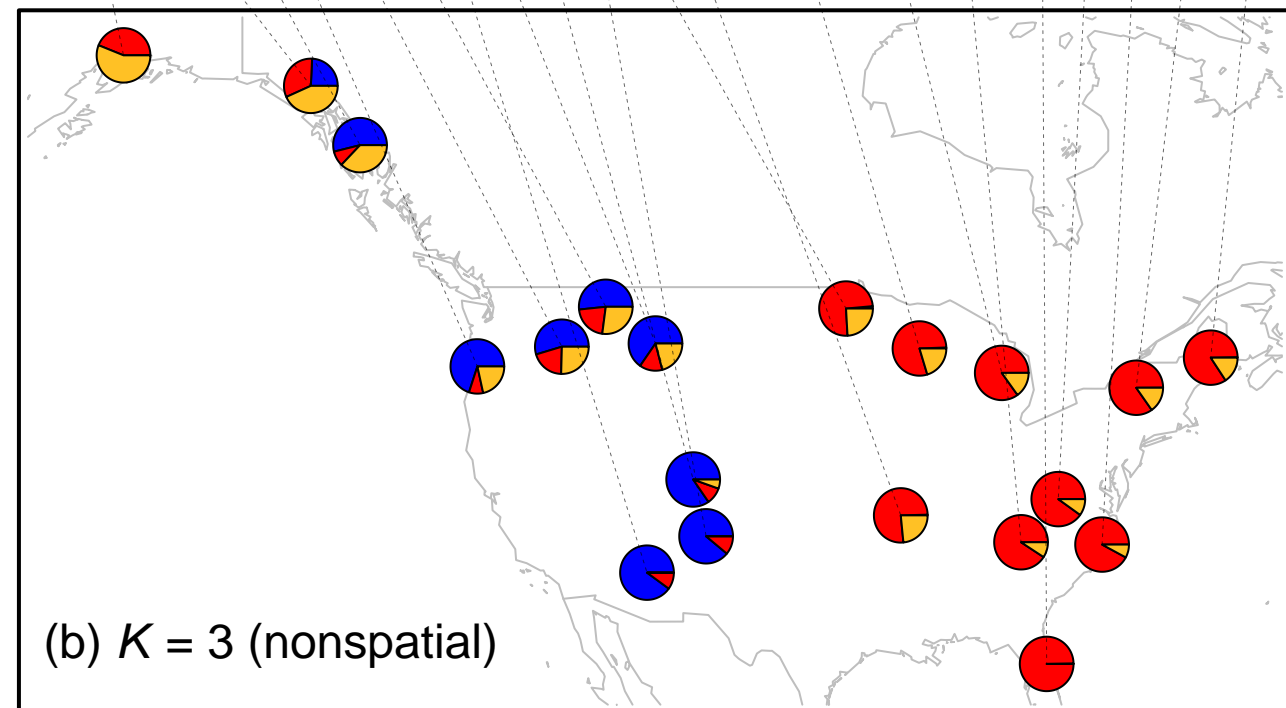 (b) K = 3 (nonspatial)